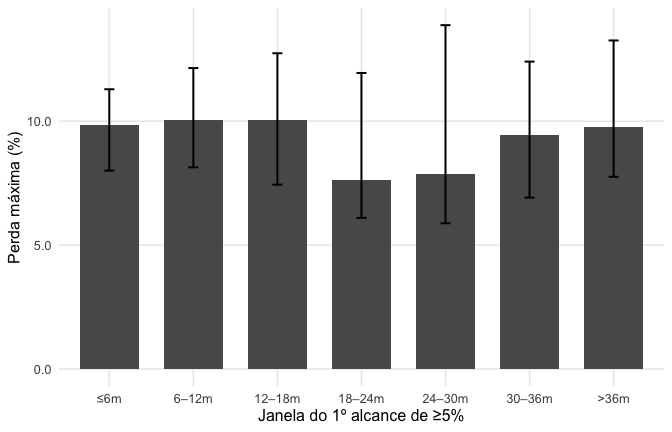 Perda máxima (%)
10.0
5.0
0.0
≤6m 6–12m 12–18m 18–24m 24–30m 30–36m >36m
Janela do 1º alcance de ≥5%